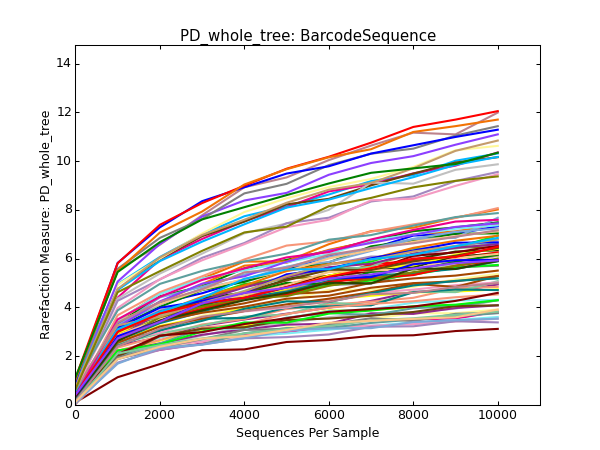 PD_whole_tree: BarcodeSequence
Rarefaction Measure: PD_whole_tree
14
12
10
8
6
4
2
0
0 2000 4000 6000 8000 10000
Sequences Per Sample